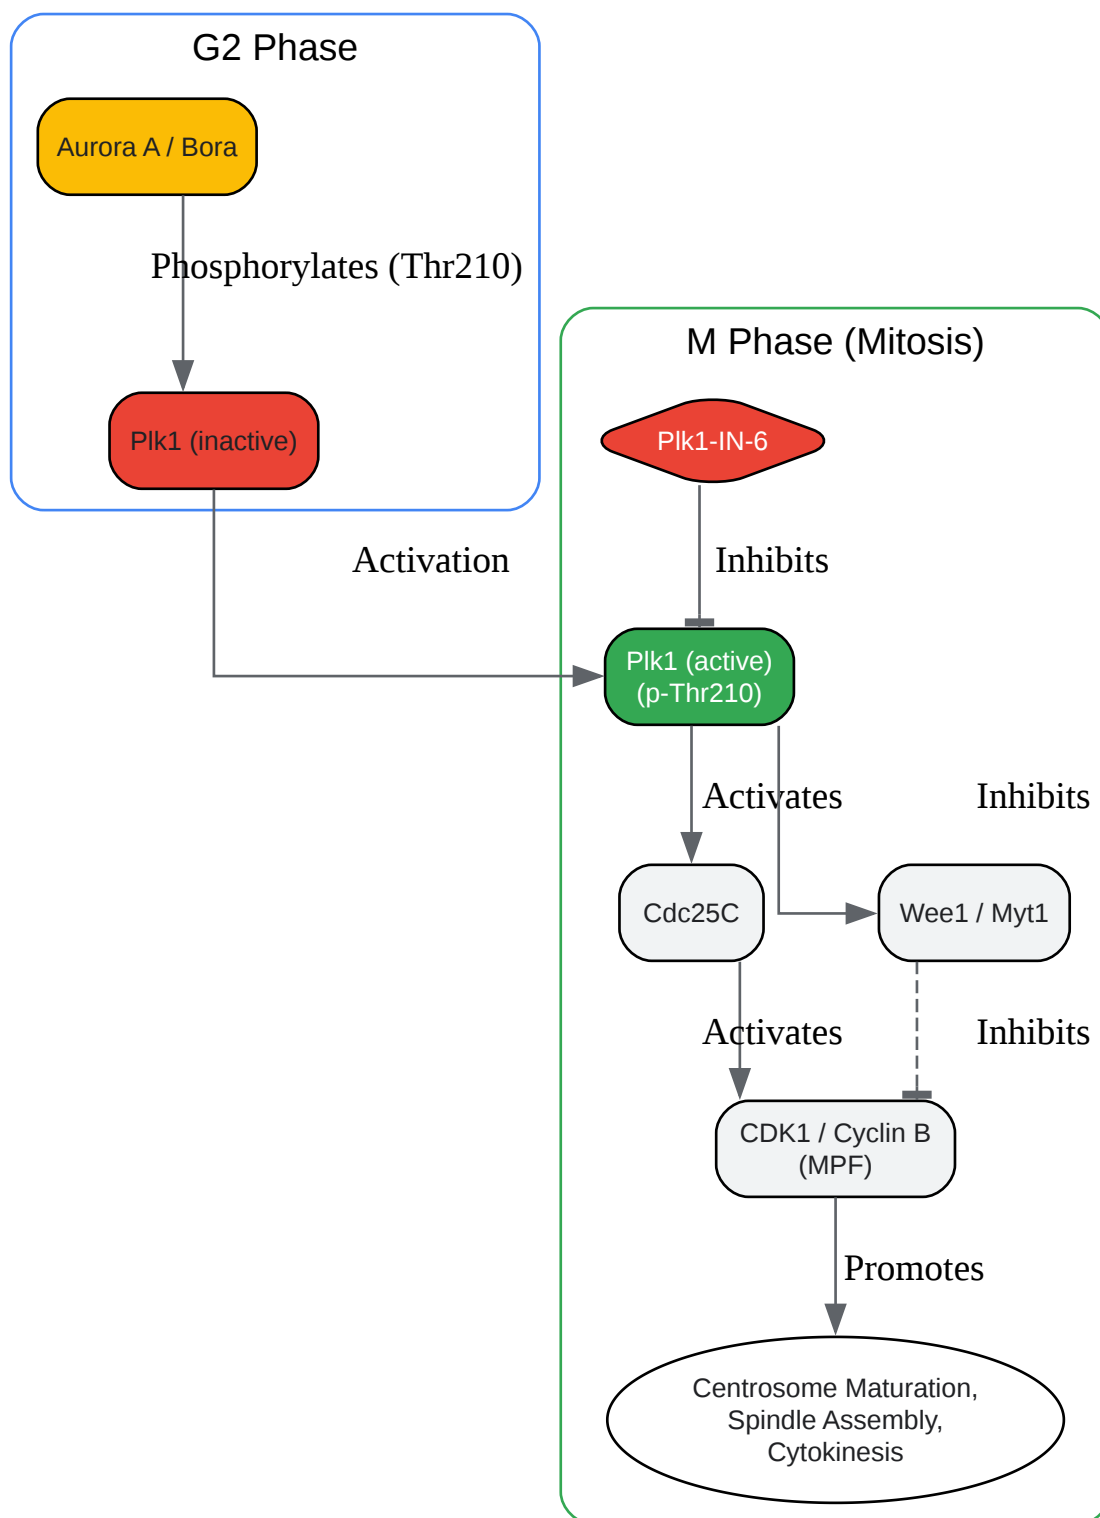 G2 Phase
Aurora A / Bora
Phosphorylates (Thr210)
Plk1 (inactive)
Activation
M Phase (Mitosis)
Plk1-IN-6
Inhibits
Plk1 (active)
(p-Thr210)
Activates
Inhibits
Cdc25C
Wee1 / Myt1
Activates
Inhibits
CDK1 / Cyclin B
(MPF)
Promotes
Centrosome Maturation,
Spindle Assembly,
Cytokinesis